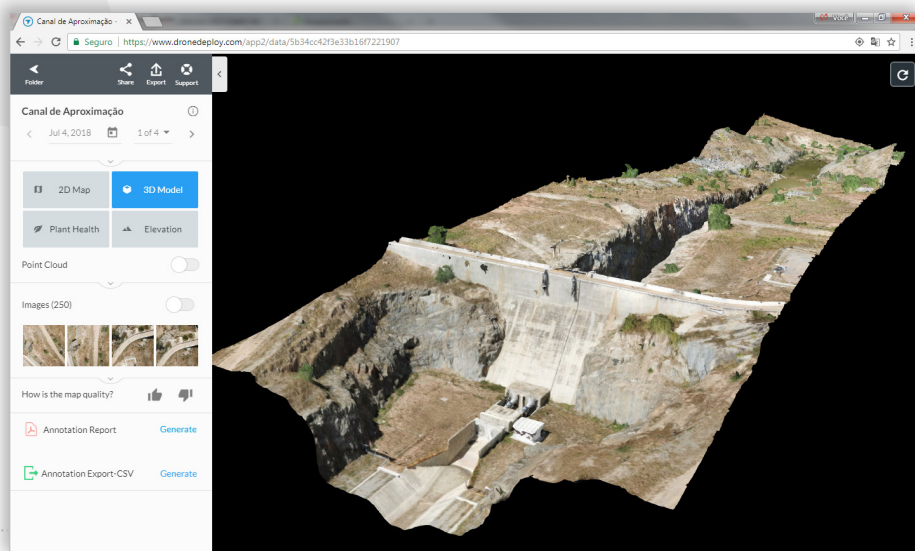 Canal de Aproximação -
Você
Seguro | https://www.dronedeploy.com/app2/data/5b34cc42f3e33b16f7221907
Folder
Share
Export
Support
Canal de Aproximação
Jul 4, 2018
1 of 4
2D Map
3D Model
Plant Health
Elevation
Point Cloud
Images (250)
How is the map quality?
Annotation Report
Generate
Annotation Export-CSV
Generate